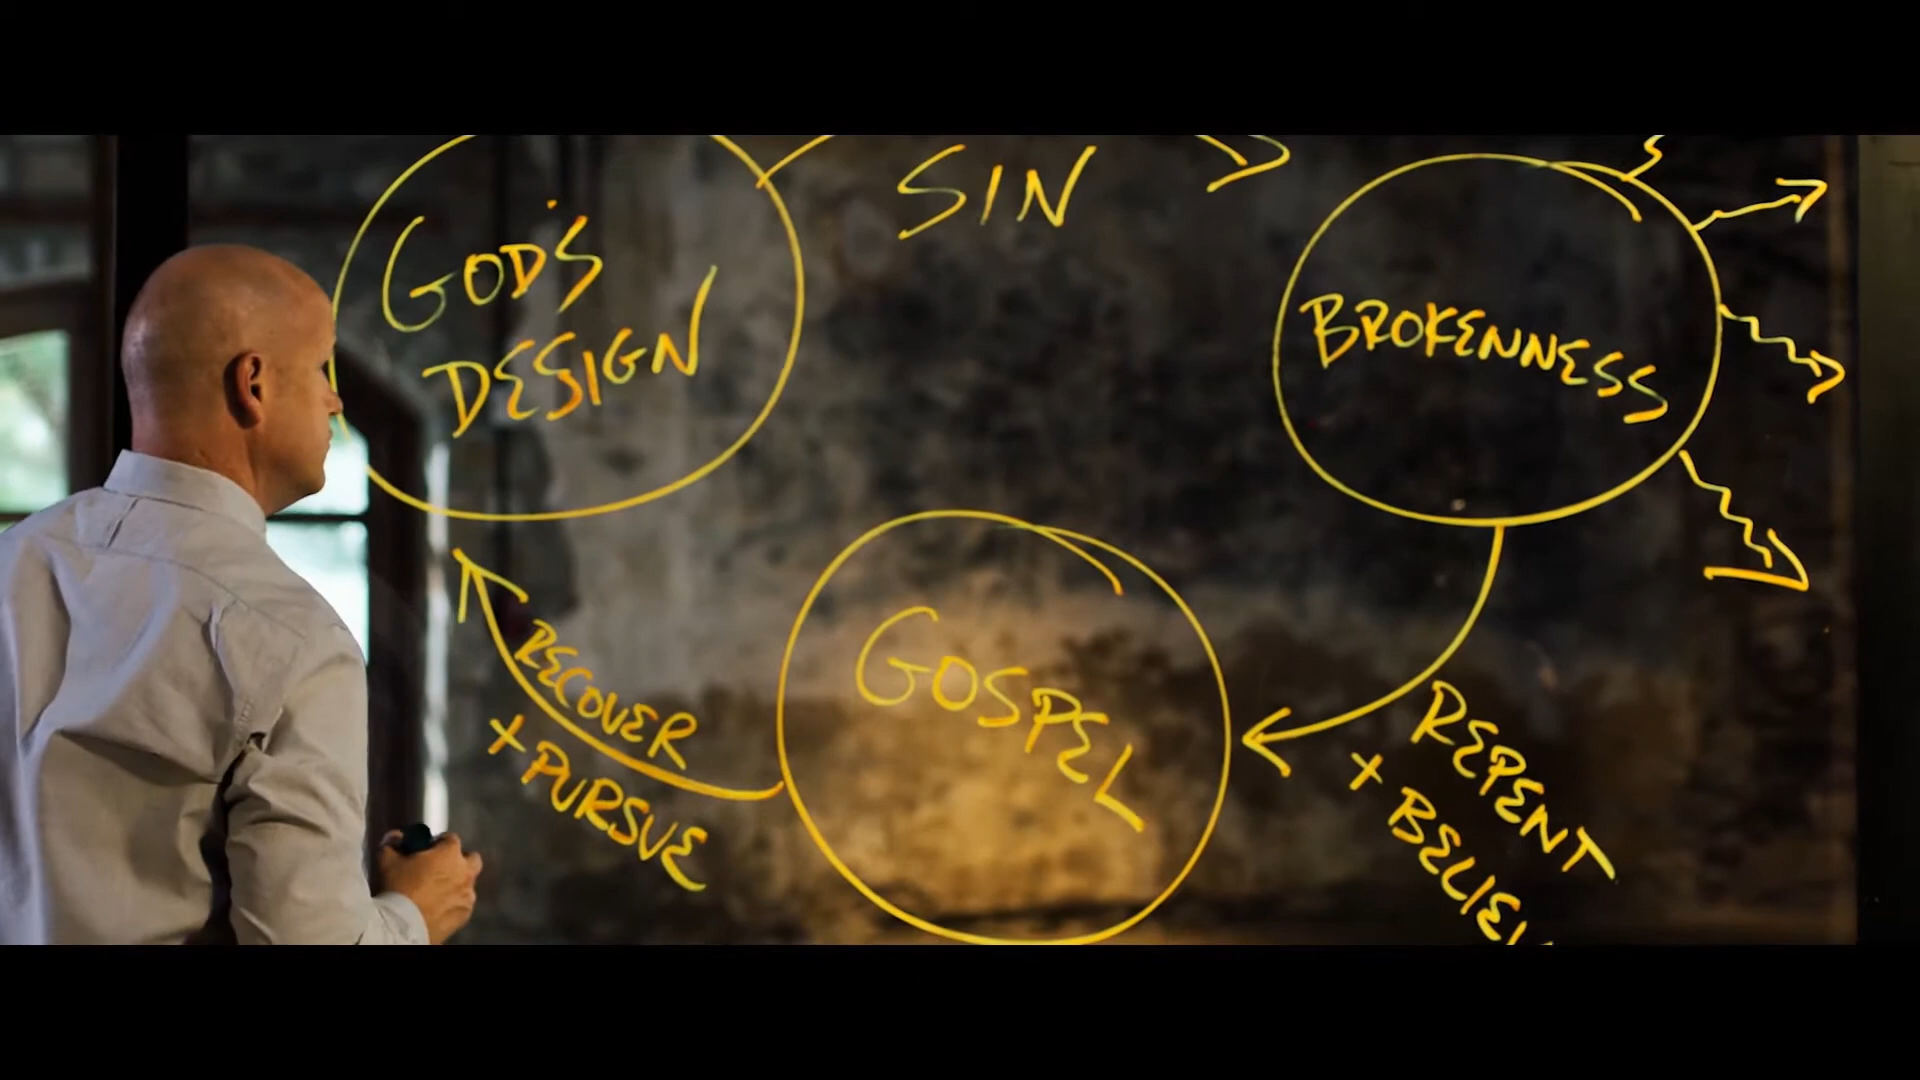 GOD'S
DESIGN
SIN
BROKENNESS
GOSPEL
RECOVER
+ PURSUE
REPENT
+